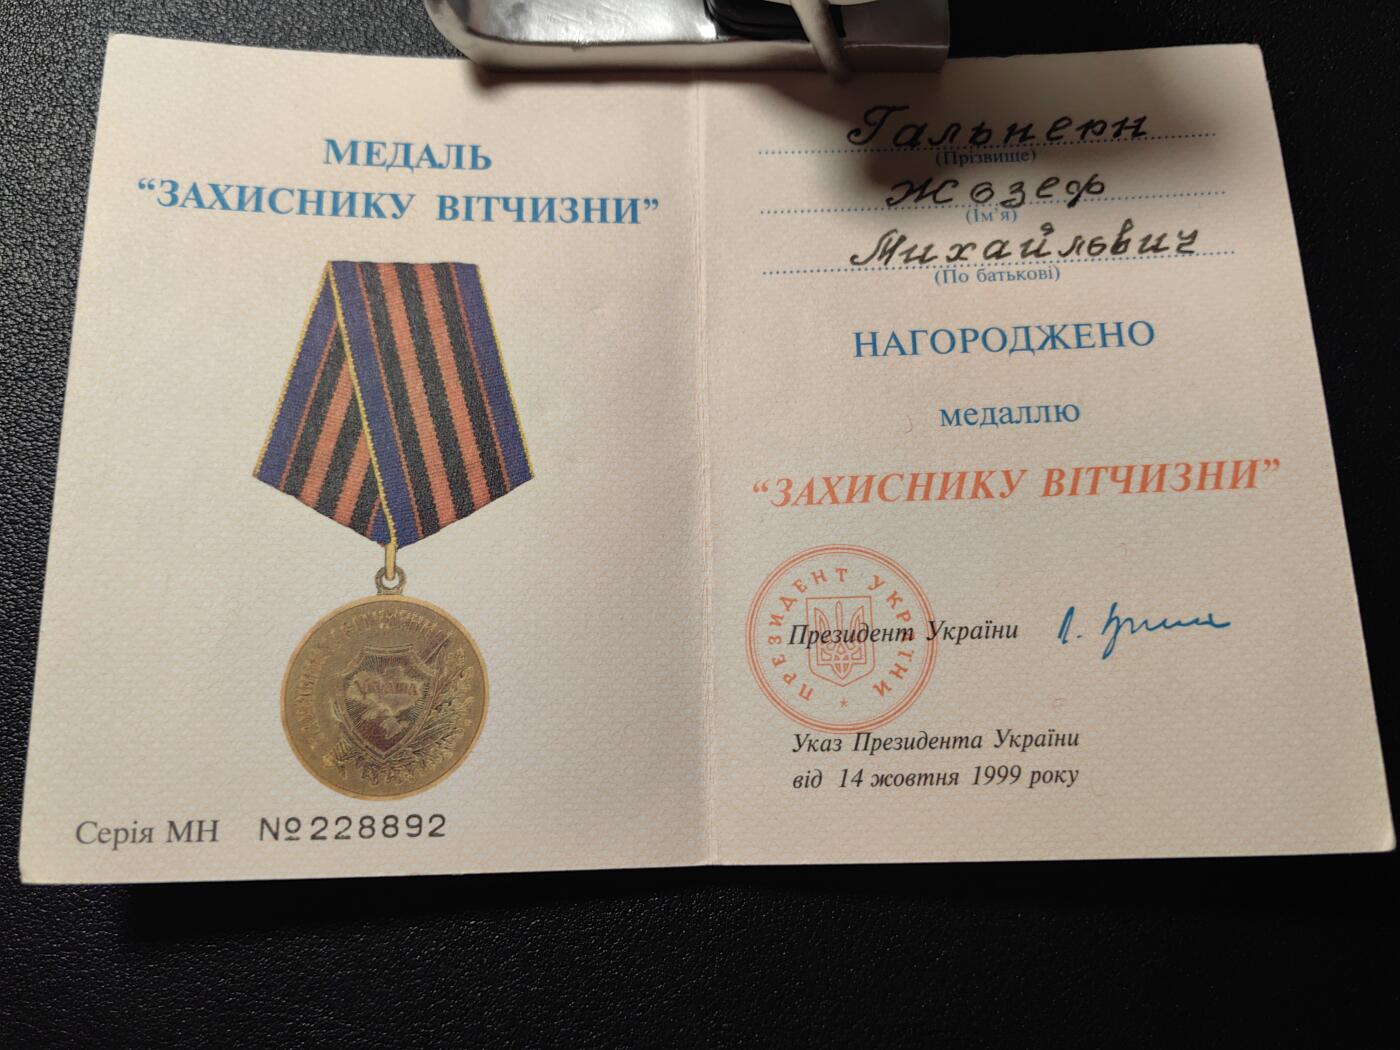 МЕДАЛЬ
“ЗАХИСНИКУ ВІТЧИЗНИ”
Україна
Серія МН №228892
Гальперн
(Прізвище)
Жозеф
(Ім'я)
Михайлович
(По батькові)
НАГОРОДЖЕНО
медаллю
“ЗАХИСНИКУ ВІТЧИЗНИ”
ПРЕЗИДЕНТ УКРАЇНИ
Президент України
Указ Президента України
від 14 жовтня 1999 року